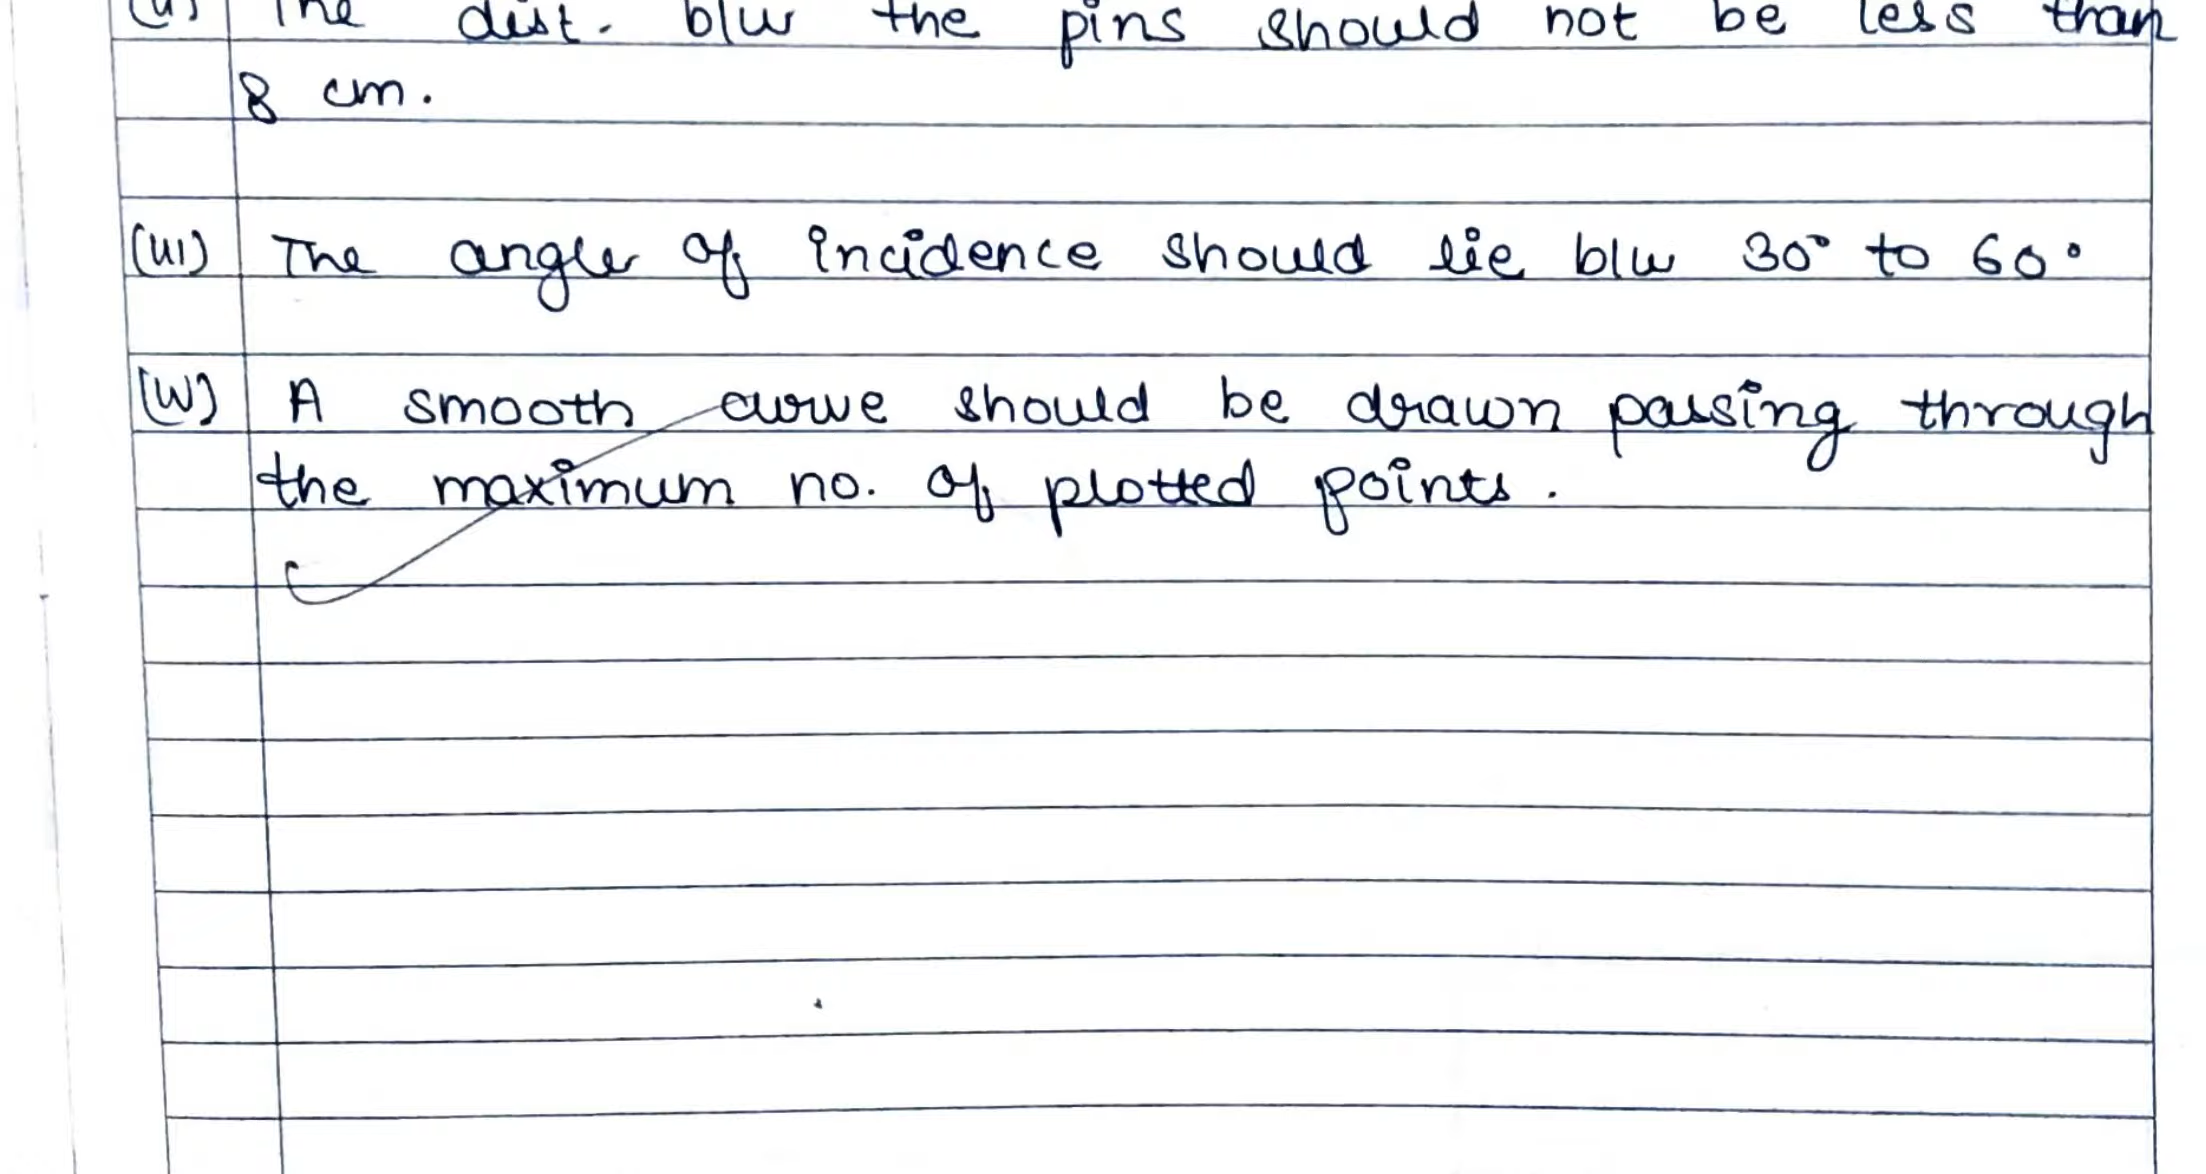 (ii) The dist. b/w the pins should not be less than
8 cm.
(iii) The angle of incidence should lie b/w 30° to 60°
(iv) A smooth curve should be drawn passing through
the maximum no. of plotted points.